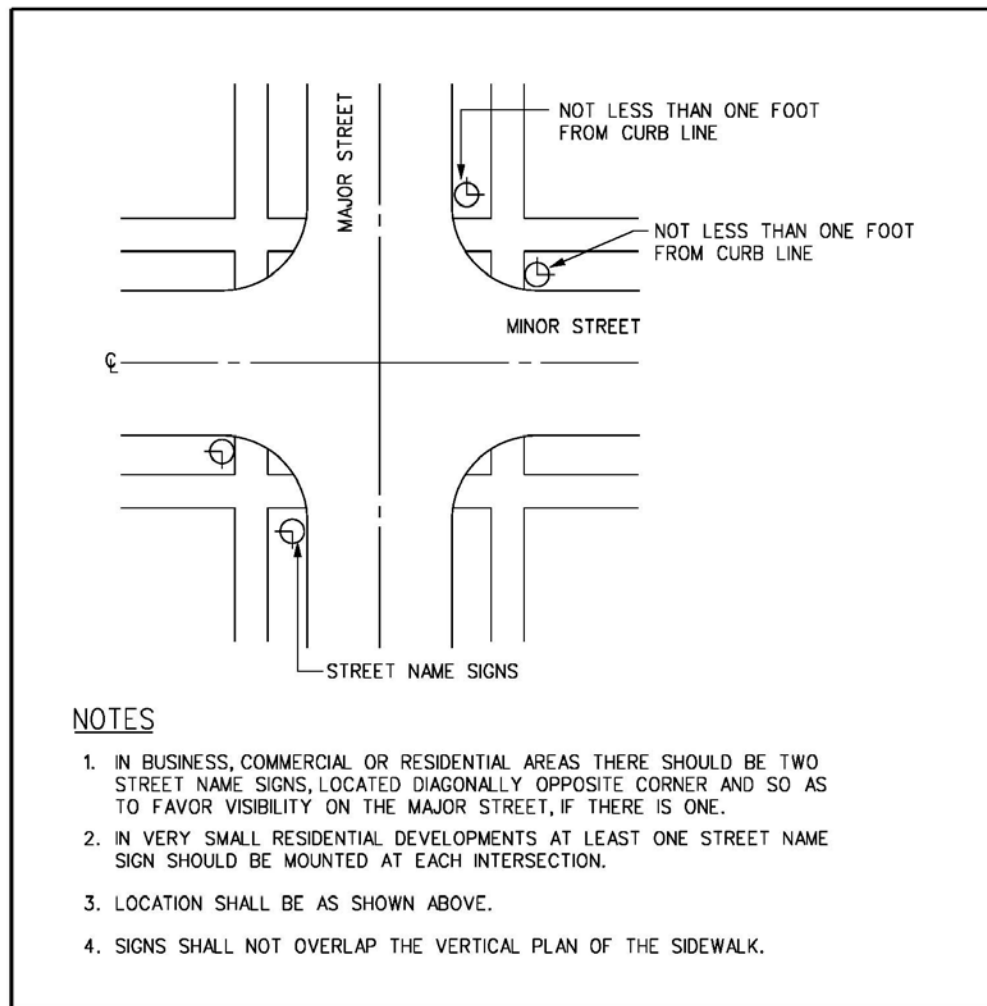 MAJOR STREET
NOT LESS THAN ONE FOOT
FROM CURB LINE
NOT LESS THAN ONE FOOT
FROM CURB LINE
MINOR STREET
℄
STREET NAME SIGNS
NOTES
1. IN BUSINESS, COMMERCIAL OR RESIDENTIAL AREAS THERE SHOULD BE TWO
STREET NAME SIGNS, LOCATED DIAGONALLY OPPOSITE CORNER AND SO AS
TO FAVOR VISIBILITY ON THE MAJOR STREET, IF THERE IS ONE.
2. IN VERY SMALL RESIDENTIAL DEVELOPMENTS AT LEAST ONE STREET NAME
SIGN SHOULD BE MOUNTED AT EACH INTERSECTION.
3. LOCATION SHALL BE AS SHOWN ABOVE.
4. SIGNS SHALL NOT OVERLAP THE VERTICAL PLAN OF THE SIDEWALK.